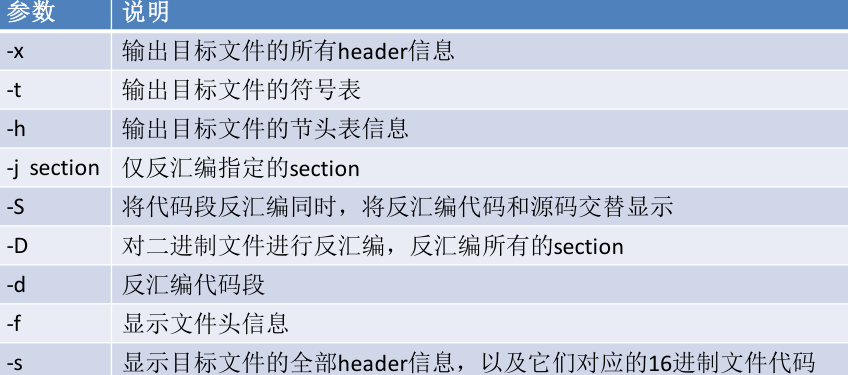 参数 说明
-x 输出目标文件的所有header信息
-t 输出目标文件的符号表
-h 输出目标文件的节头表信息
-j section 仅反汇编指定的section
-S 将代码段反汇编同时，将反汇编代码和源码交替显示
-D 对二进制文件进行反汇编，反汇编所有的section
-d 反汇编代码段
-f 显示文件头信息
-s 显示目标文件的全部header信息，以及它们对应的16进制文件代码